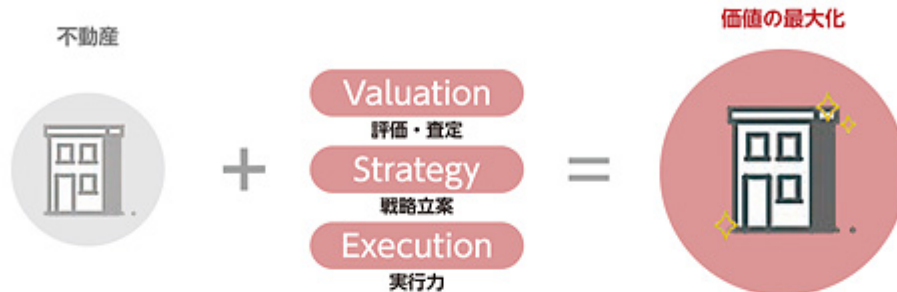 不動産
Valuation
評価・査定
Strategy
戦略立案
Execution
実行力
価値の最大化